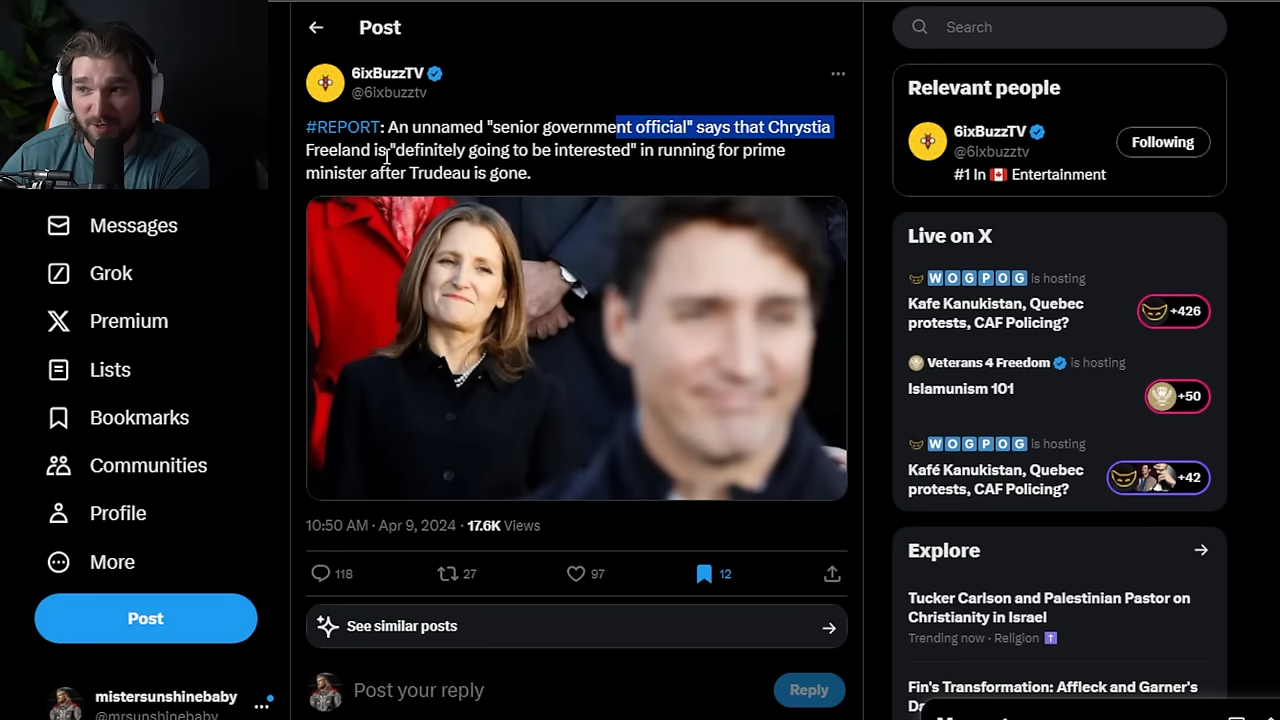 Post
6ixBuzzTV
@6ixbuzztv
#REPORT: An unnamed "senior government official" says that Chrystia
Freeland is "definitely going to be interested" in running for prime
minister after Trudeau is gone.
10:50 AM · Apr 9, 2024 · 17.6K Views
118
27
97
12
See similar posts
Post your reply
Reply
Messages
Grok
Premium
Lists
Bookmarks
Communities
Profile
More
Post
mistersunshinebaby
@mrsunshinebaby
Search
Relevant people
6ixBuzzTV
@6ixbuzztv
Following
#1 In 🇨🇦 Entertainment
Live on X
WOGPOG is hosting
Kafe Kanukistan, Quebec
protests, CAF Policing?
+426
Veterans 4 Freedom is hosting
Islamunism 101
+50
WOGPOG is hosting
Kafé Kanukistan, Quebec
protests, CAF Policing?
+42
Explore
Tucker Carlson and Palestinian Pastor on
Christianity in Israel
Trending now · Religion
Fin's Transformation: Affleck and Garner's